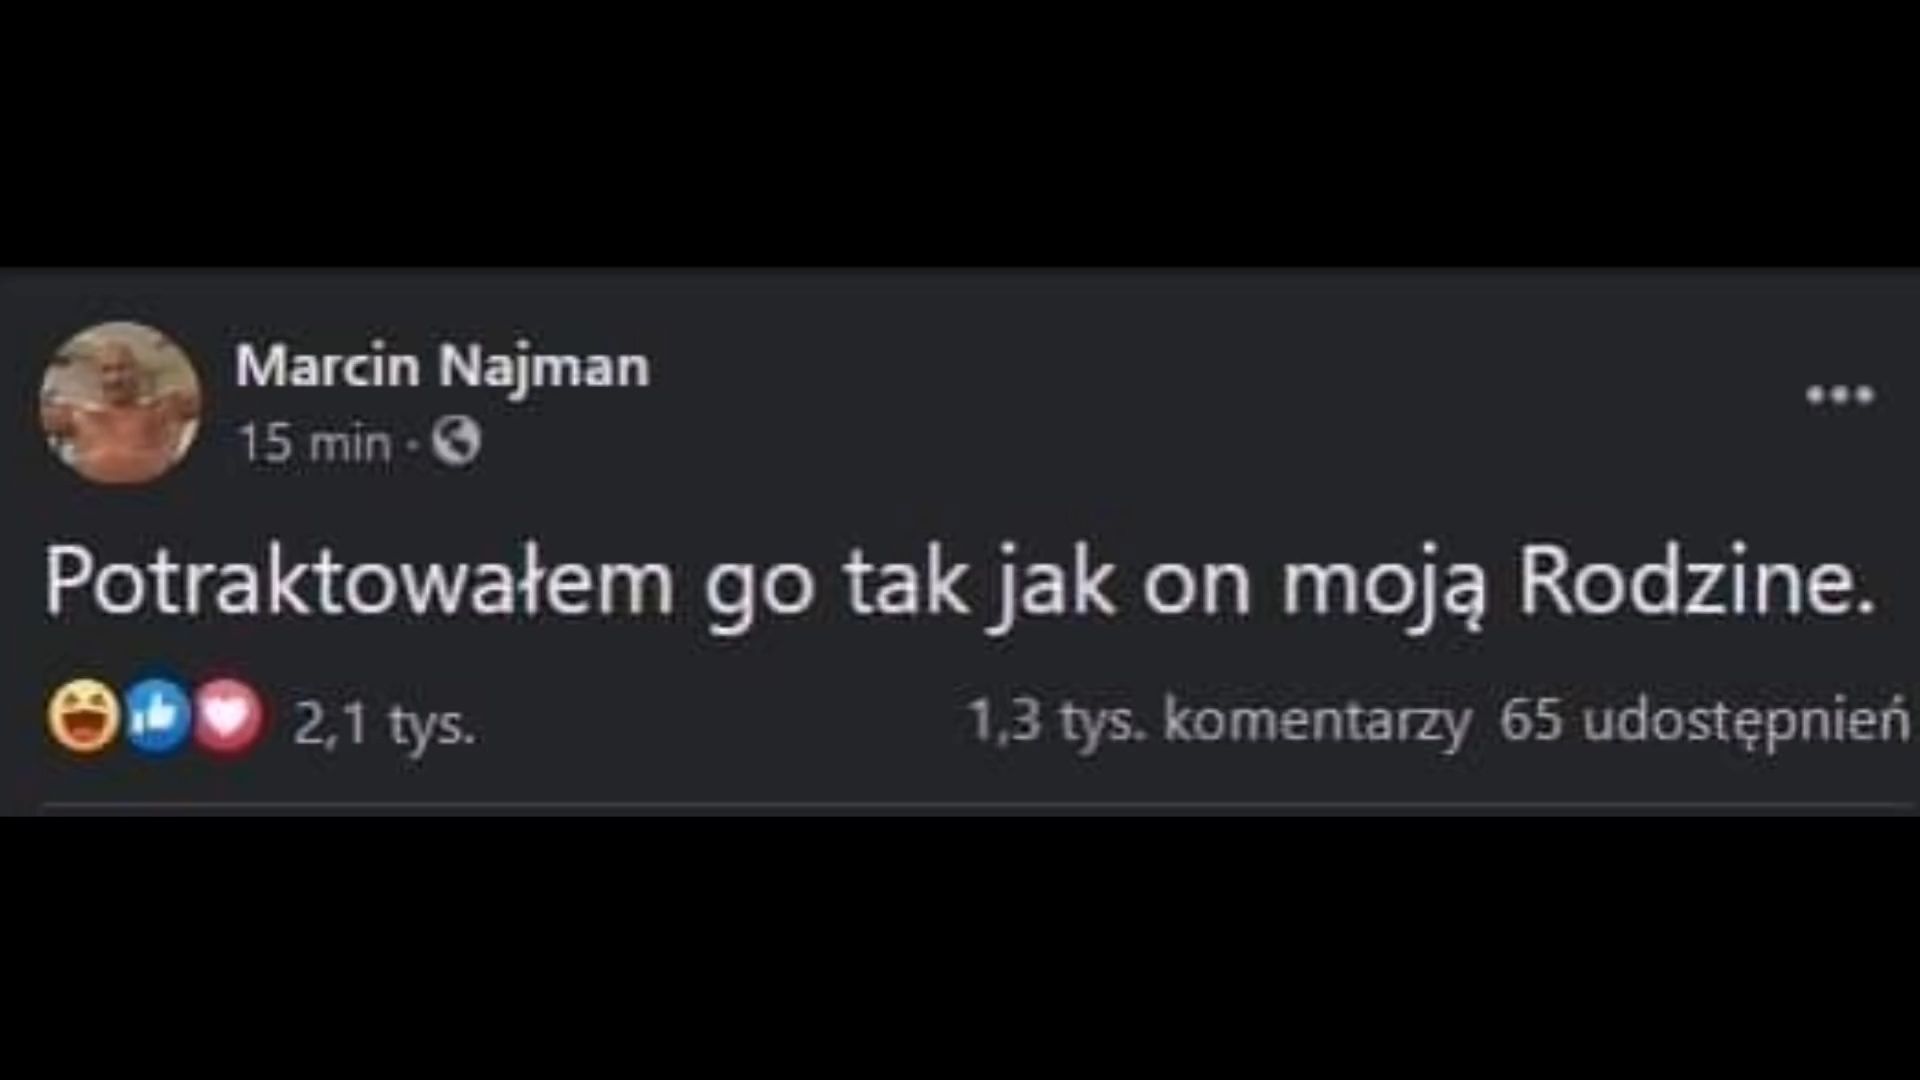 Marcin Najman
15 min ·
Potraktowałem go tak jak on moją Rodzine.
2,1 tys.
1,3 tys. komentarzy 65 udostępnień